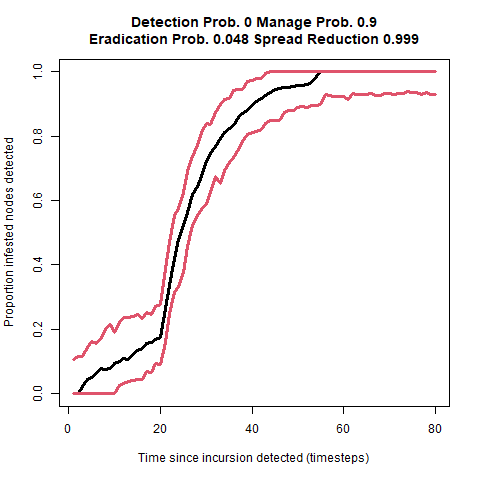 Detection Prob. 0 Manage Prob. 0.9
Eradication Prob. 0.048 Spread Reduction 0.999
Proportion infested nodes detected
1.0
0.8
0.6
0.4
0.2
0.0
0 20 40 60 80
Time since incursion detected (timesteps)